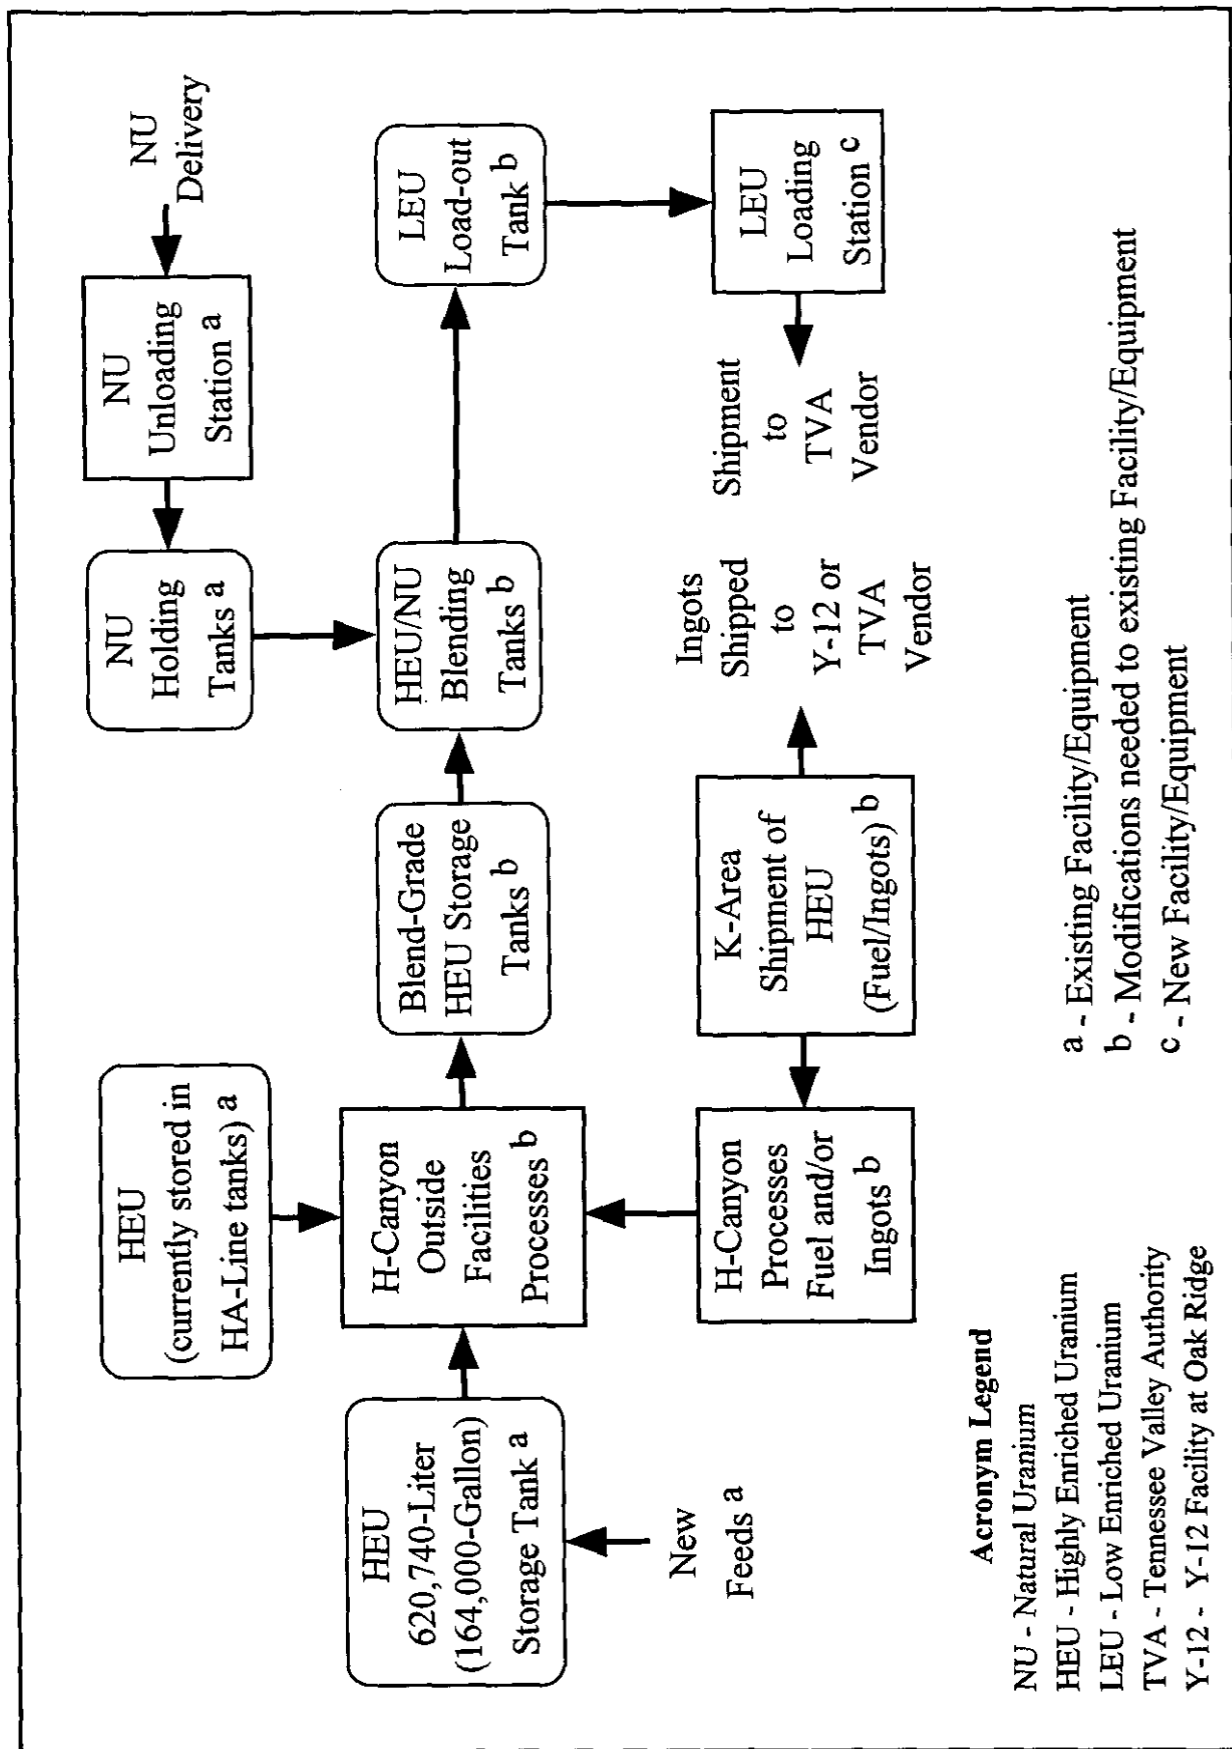 HEU
(currently stored in
HA-Line tanks) a
NU
Holding
Tanks a
NU
Unloading
Station a
NU
Delivery
HEU
620,740-Liter
(164,000-Gallon)
Storage Tank a
H-Canyon
Outside
Facilities
Processes b
Blend-Grade
HEU Storage
Tanks b
HEU/NU
Blending
Tanks b
LEU
Load-out
Tank b
New
Feeds a
H-Canyon
Processes
Fuel and/or
Ingots b
K-Area
Shipment of
HEU
(Fuel/Ingots) b
Ingots
Shipped
to
Y-12 or
TVA
Vendor
Shipment
to
TVA
Vendor
LEU
Loading
Station c
Acronym Legend
NU - Natural Uranium
HEU - Highly Enriched Uranium
LEU - Low Enriched Uranium
TVA - Tennessee Valley Authority
Y-12 - Y-12 Facility at Oak Ridge
a - Existing Facility/Equipment
b - Modifications needed to existing Facility/Equipment
c - New Facility/Equipment